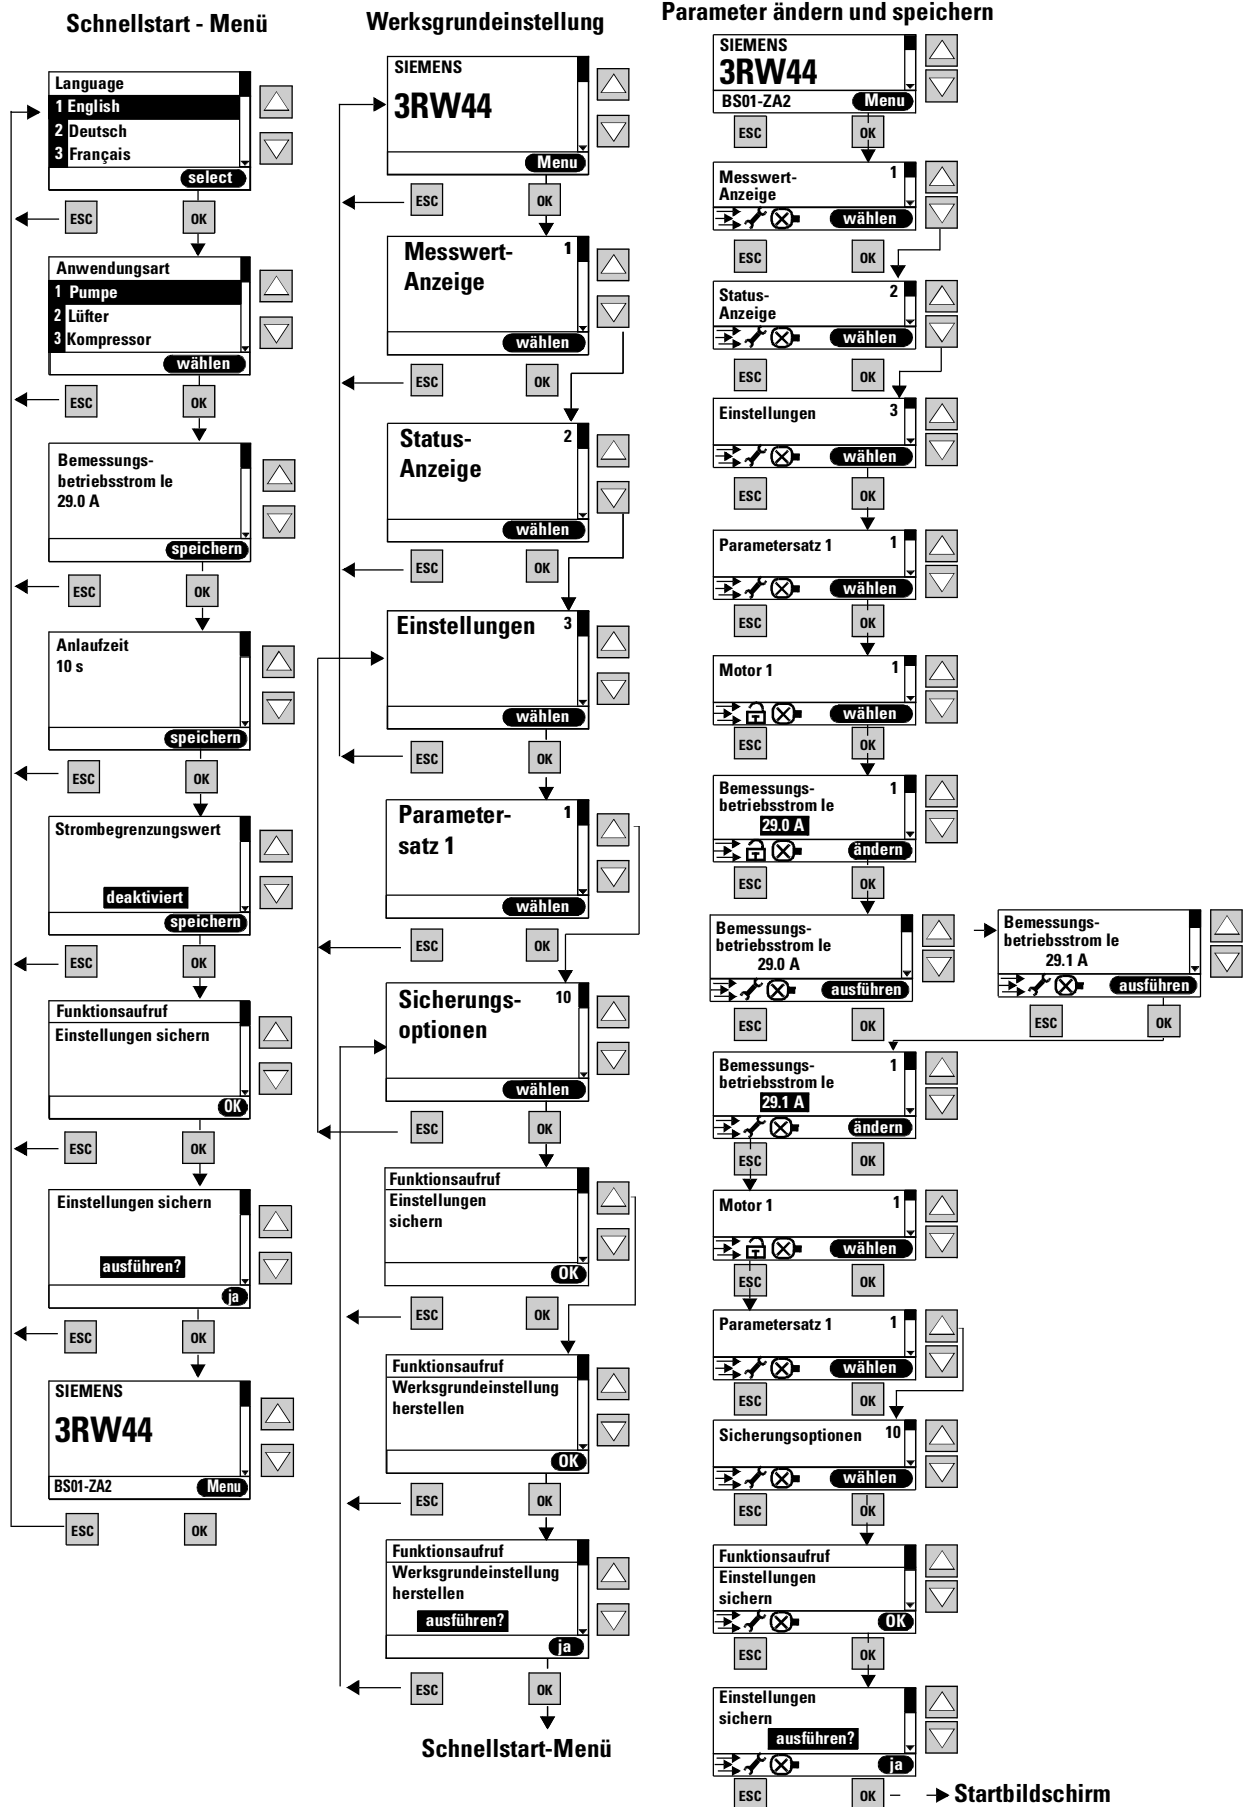 Schnellstart - Menü
Language
1 English
2 Deutsch
3 Français
select
ESC
OK
Anwendungsart
1 Pumpe
2 Lüfter
3 Kompressor
wählen
ESC
OK
Bemessungs-
betriebsstrom Ie
29.0 A
speichern
ESC
OK
Anlaufzeit
10 s
speichern
ESC
OK
Strombegrenzungswert
deaktiviert
speichern
ESC
OK
Funktionsaufruf
Einstellungen sichern
OK
ESC
OK
Einstellungen sichern
ausführen?
ja
ESC
OK
SIEMENS
3RW44
BS01-ZA2
Menu
ESC
OK
Werksgrundeinstellung
SIEMENS
3RW44
Menu
ESC
OK
Messwert- 1
Anzeige
wählen
ESC
OK
Status- 2
Anzeige
wählen
ESC
OK
Einstellungen 3
wählen
ESC
OK
Parameter- 1
satz 1
wählen
ESC
OK
Sicherungs- 10
optionen
wählen
ESC
OK
Funktionsaufruf
Einstellungen
sichern
OK
ESC
OK
Funktionsaufruf
Werksgrundeinstellung
herstellen
OK
ESC
OK
Funktionsaufruf
Werksgrundeinstellung
herstellen
ausführen?
ja
ESC
OK
Schnellstart-Menü
Parameter ändern und speichern
SIEMENS
3RW44
BS01-ZA2
Menu
ESC
OK
Messwert- 1
Anzeige
wählen
ESC
OK
Status- 2
Anzeige
wählen
ESC
OK
Einstellungen 3
wählen
ESC
OK
Parametersatz 1 1
wählen
ESC
OK
Motor 1 1
wählen
ESC
OK
Bemessungs- 1
betriebsstrom Ie
29.0 A
ändern
ESC
OK
Bemessungs-
betriebsstrom Ie
29.0 A
ausführen
ESC
OK
Bemessungs-
betriebsstrom Ie
29.1 A
ausführen
ESC
OK
Bemessungs- 1
betriebsstrom Ie
29.1 A
ändern
ESC
OK
Motor 1 1
wählen
ESC
OK
Parametersatz 1 1
wählen
ESC
OK
Sicherungsoptionen 10
wählen
ESC
OK
Funktionsaufruf
Einstellungen
sichern
OK
ESC
OK
Einstellungen
sichern
ausführen?
ja
ESC
OK
Startbildschirm